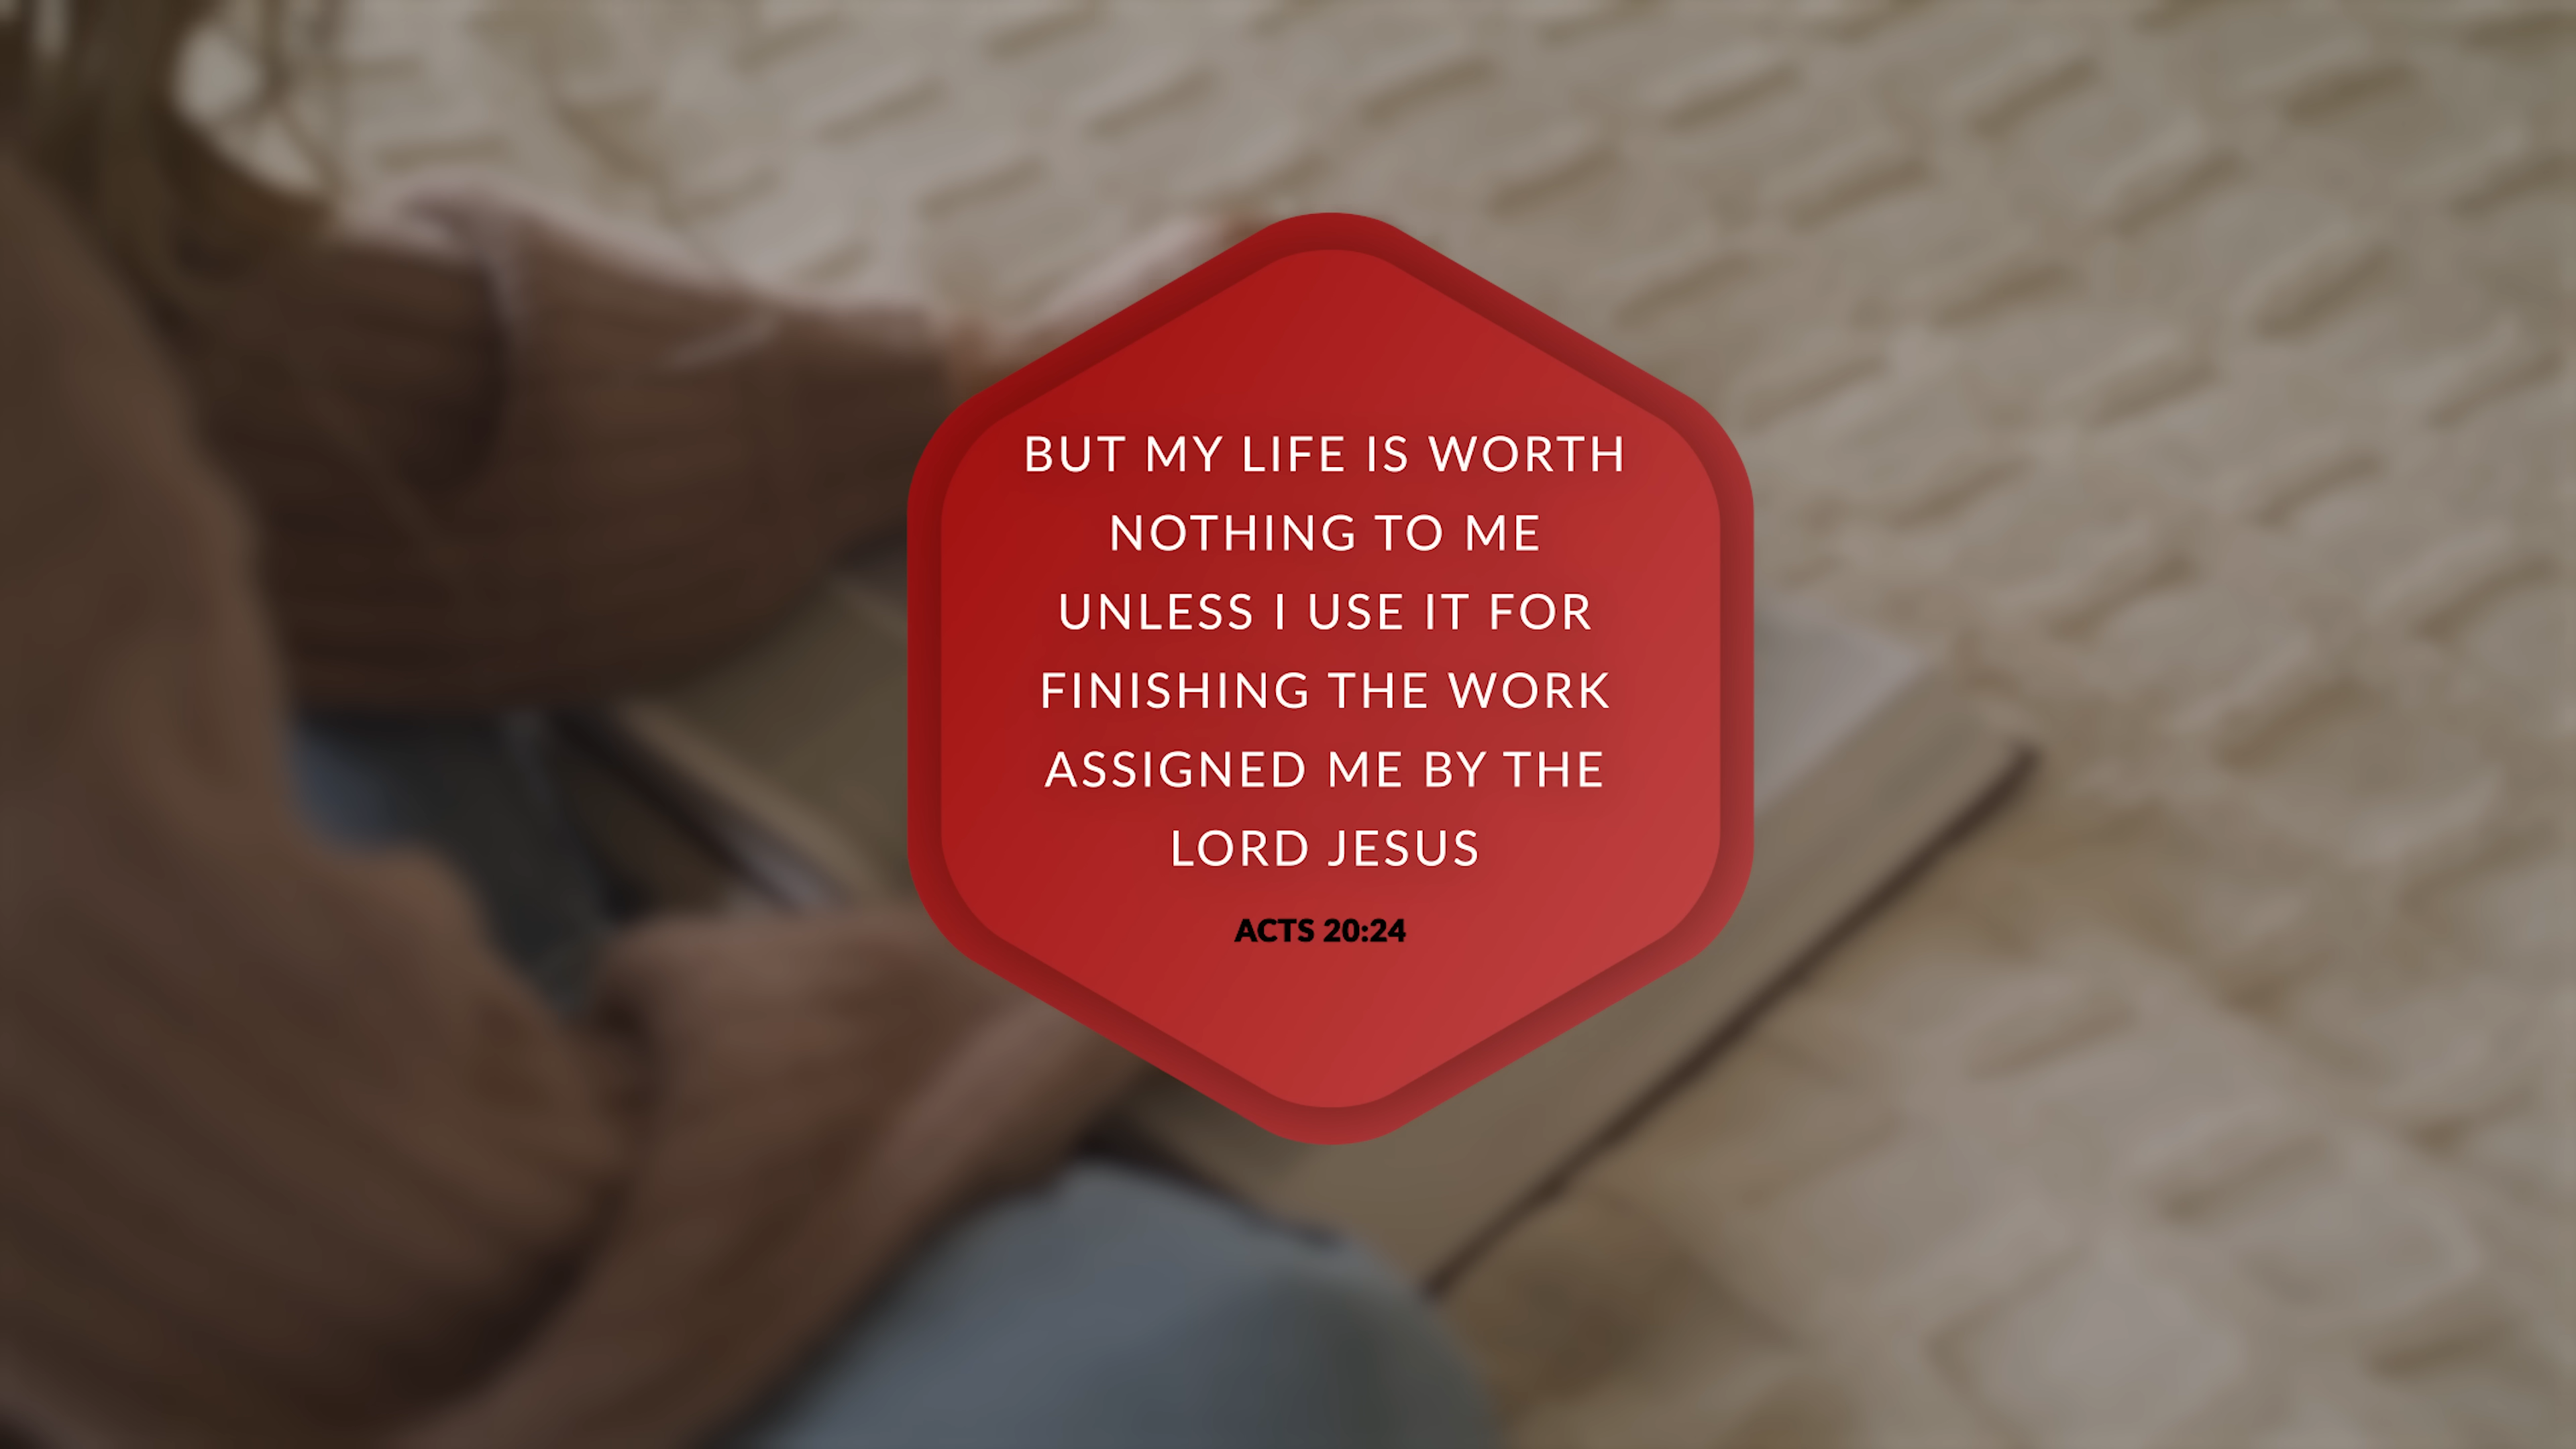 BUT MY LIFE IS WORTH
NOTHING TO ME
UNLESS I USE IT FOR
FINISHING THE WORK
ASSIGNED ME BY THE
LORD JESUS
ACTS 20:24